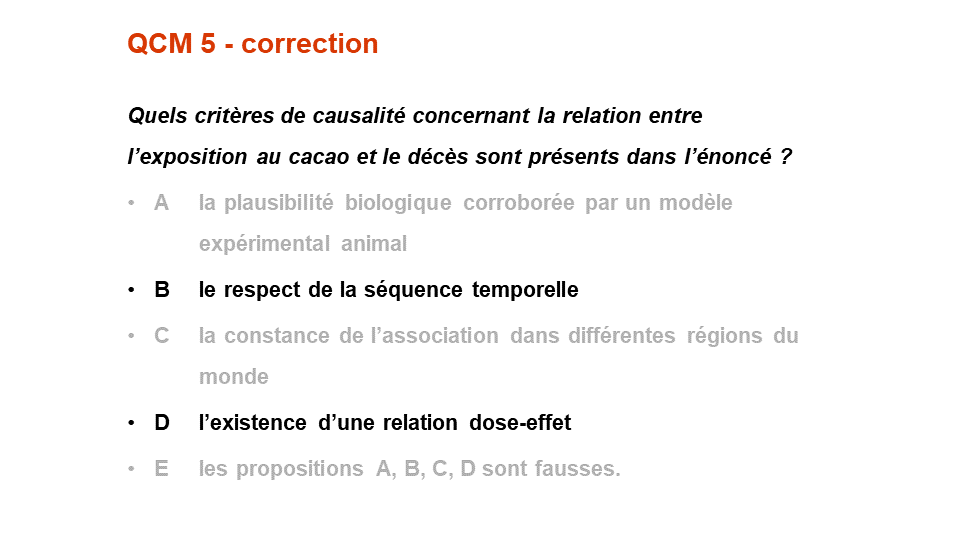 QCM 5 - correction
Quels critères de causalité concernant la relation entre
l’exposition au cacao et le décès sont présents dans l’énoncé ?
• A la plausibilité biologique corroborée par un modèle
expérimental animal
• B le respect de la séquence temporelle
• C la constance de l’association dans différentes régions du
monde
• D l’existence d’une relation dose-effet
• E les propositions A, B, C, D sont fausses.